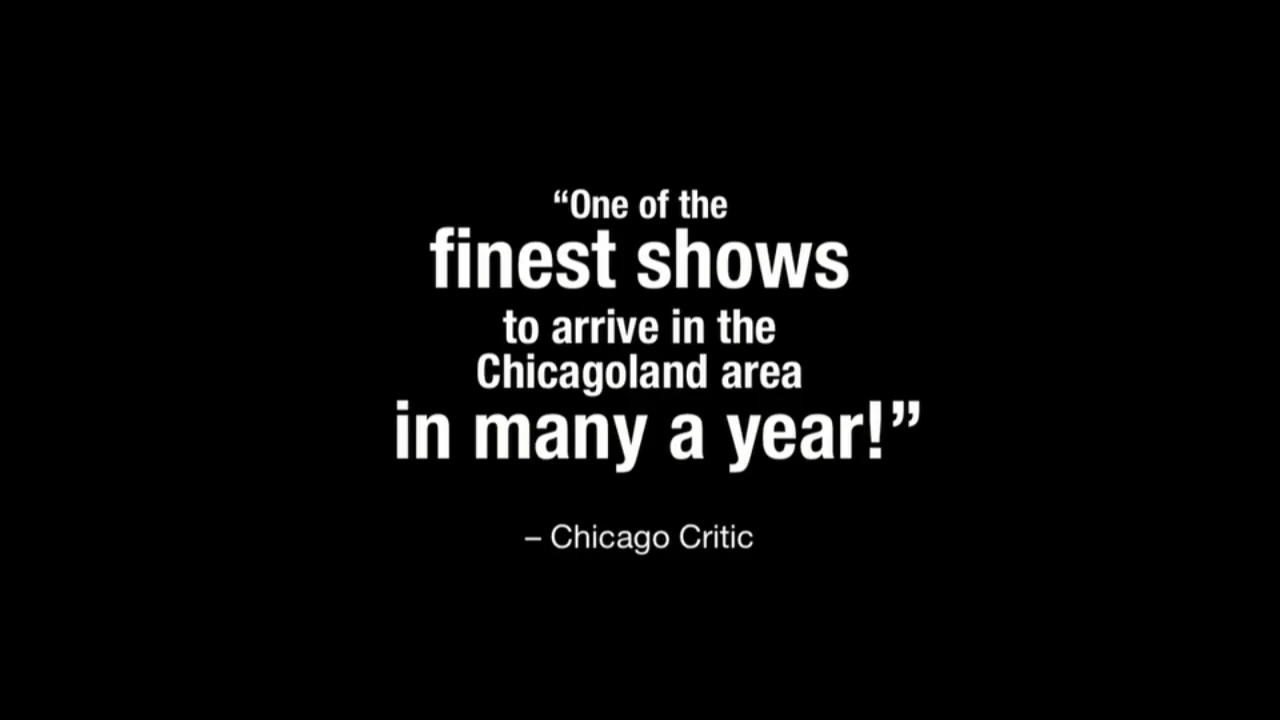 “One of the
finest shows
to arrive in the
Chicagoland area
in many a year!”
– Chicago Critic